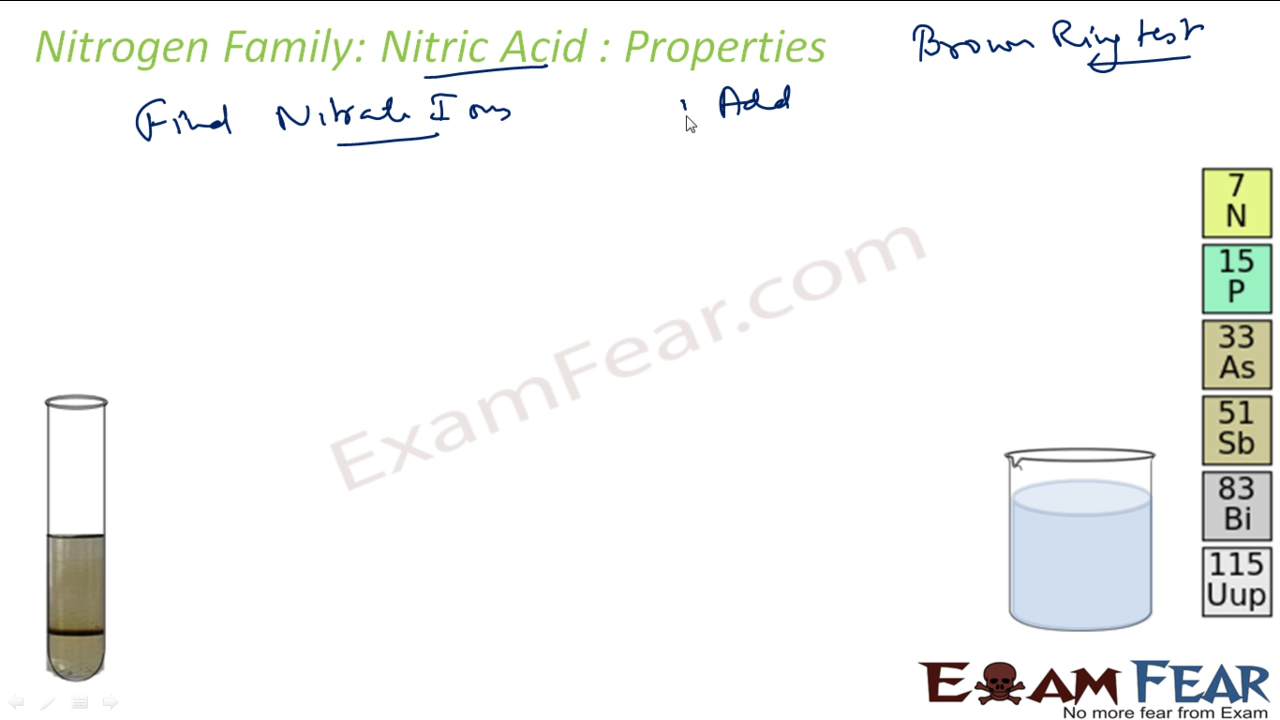 Nitrogen Family: Nitric Acid : Properties
Brown Ring test
Find Nitrate Ions
1 Add
ExamFear.com
7
N
15
P
33
As
51
Sb
83
Bi
115
Uup
EXAM FEAR
No more fear from Exam